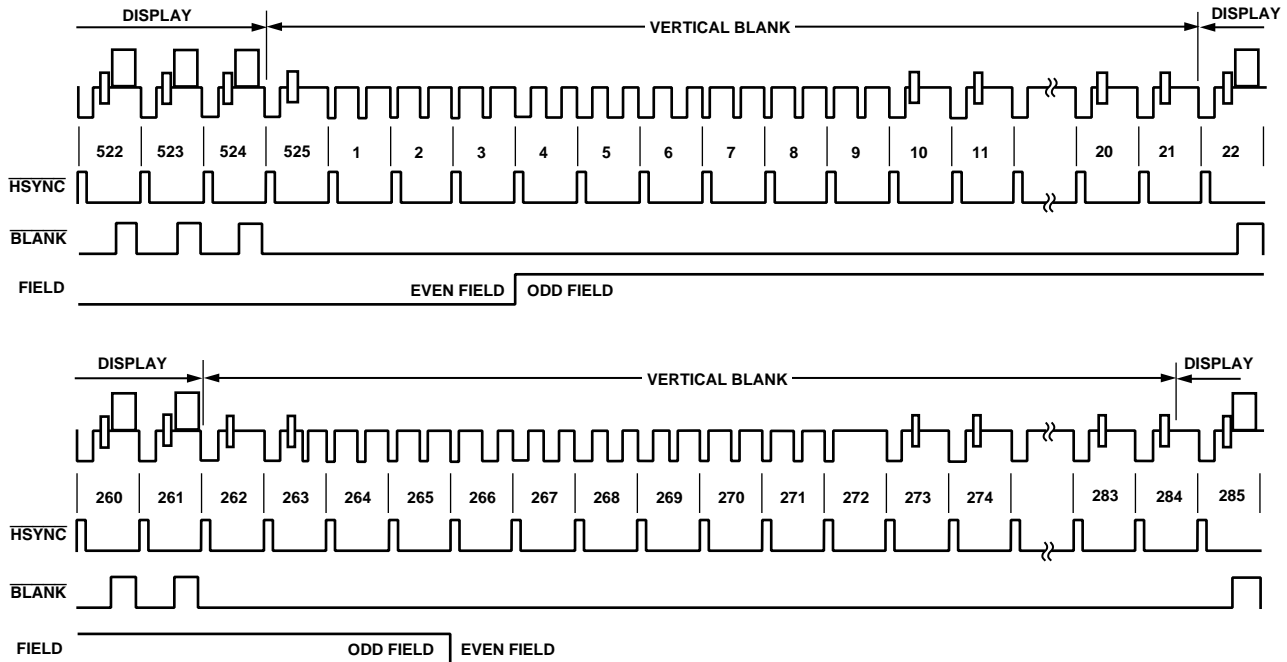 DISPLAY VERTICAL BLANK DISPLAY
522 523 524 525 1 2 3 4 5 6 7 8 9 10 11 20 21 22
HSYNC
BLANK
FIELD EVEN FIELD ODD FIELD
DISPLAY VERTICAL BLANK DISPLAY
260 261 262 263 264 265 266 267 268 269 270 271 272 273 274 283 284 285
HSYNC
BLANK
FIELD ODD FIELD EVEN FIELD